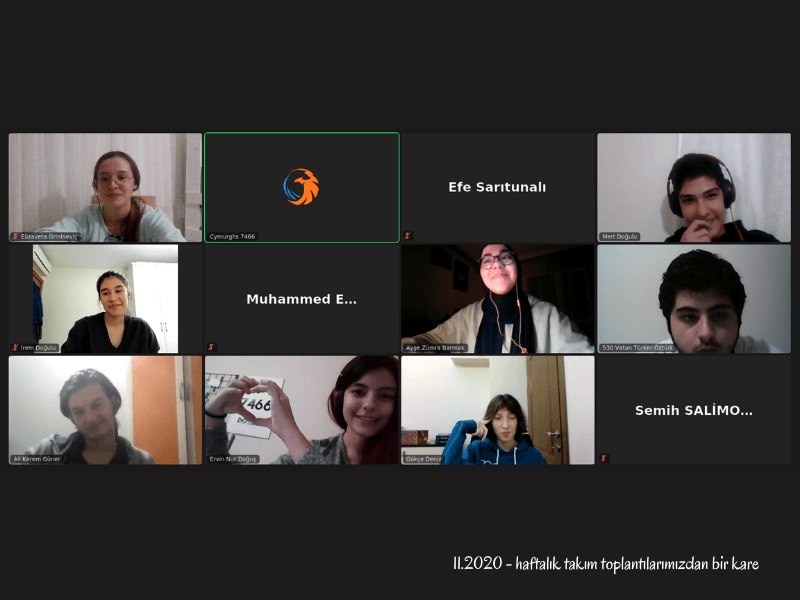 Elizaveta Grintseviç
Cymurghs 7466
Efe Sarıtunalı
Mert Doğulu
İrem Doğulu
Muhammed E...
Ayşe Zümra Barmak
530 Vatan Türker Öztürk
Ali Kerem Güner
7466
Ervin Nur Doğuş
Gökçe Deniz
Semih SALİMO...
11.2020 - haftalık takım toplantılarımızdan bir kare